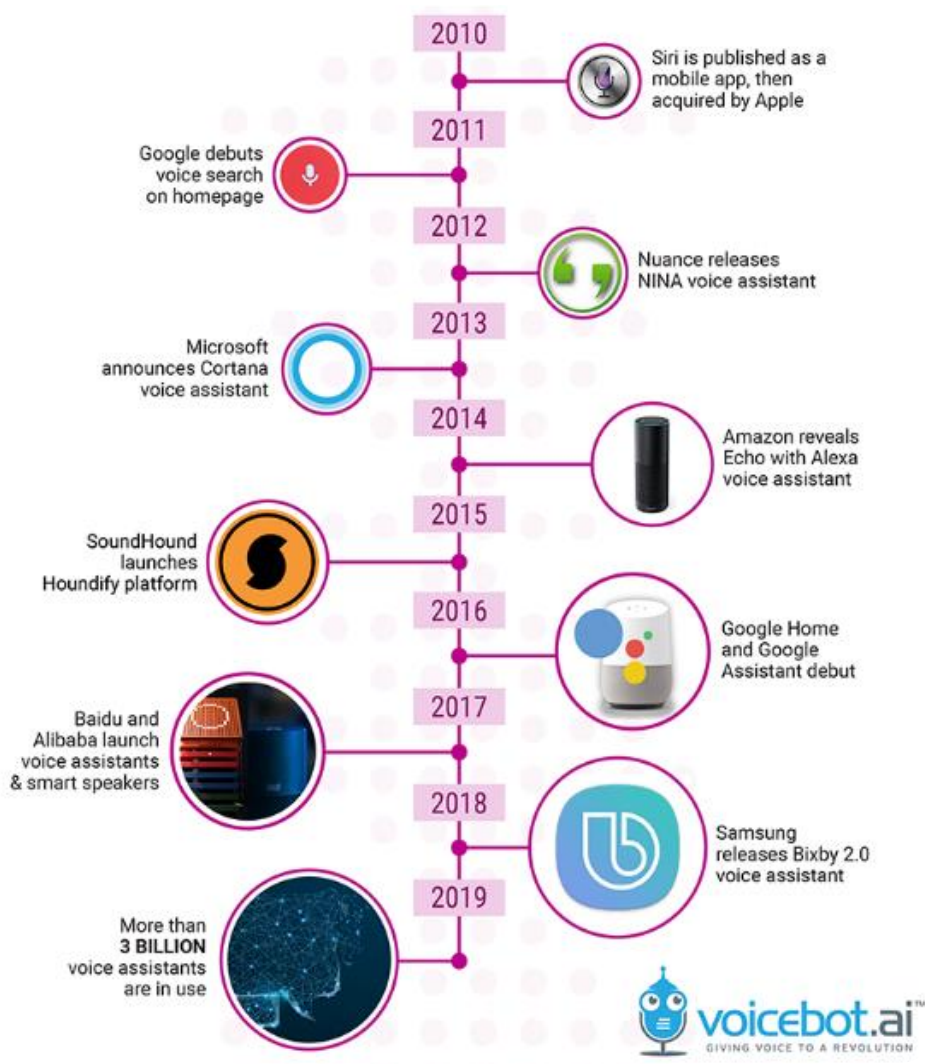 2010
Siri is published as a
mobile app, then
acquired by Apple
2011
Google debuts
voice search
on homepage
2012
Nuance releases
NINA voice assistant
2013
Microsoft
announces Cortana
voice assistant
2014
Amazon reveals
Echo with Alexa
voice assistant
2015
SoundHound
launches
Houndify platform
2016
Google Home
and Google
Assistant debut
2017
Baidu and
Alibaba launch
voice assistants
& smart speakers
2018
Samsung
releases Bixby 2.0
voice assistant
2019
More than
3 BILLION
voice assistants
are in use
voicebot.ai™
GIVING VOICE TO A REVOLUTION